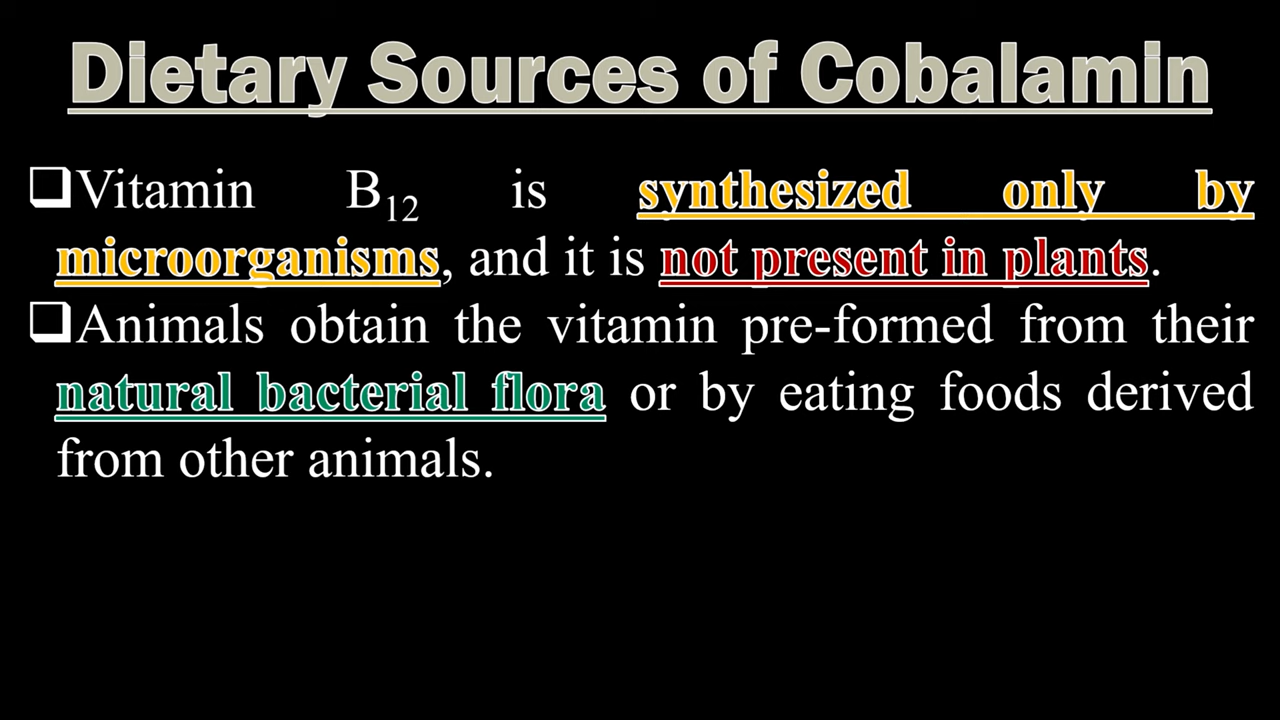 Dietary Sources of Cobalamin
❑Vitamin B12 is synthesized only by
microorganisms, and it is not present in plants.
❑Animals obtain the vitamin pre-formed from their
natural bacterial flora or by eating foods derived
from other animals.